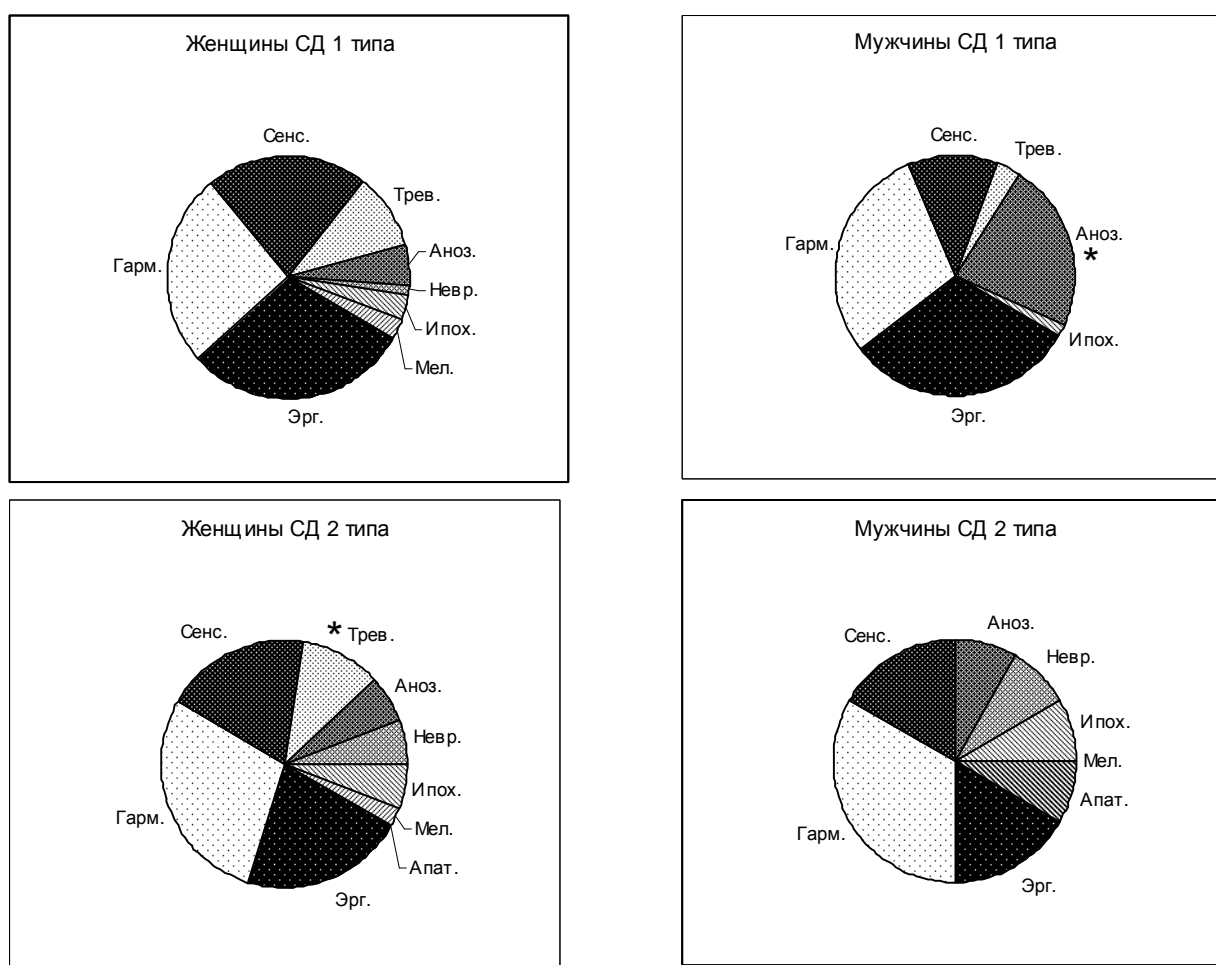 Женщины СД 1 типа
Сенс.
Трев.
Аноз.
Невр.
Ипох.
Мел.
Эрг.
Гарм.
Мужчины СД 1 типа
Сенс.
Трев.
Аноз.
*
Ипох.
Эрг.
Гарм.
Женщины СД 2 типа
Сенс.
* Трев.
Аноз.
Невр.
Ипох.
Мел.
Апат.
Эрг.
Гарм.
Мужчины СД 2 типа
Сенс.
Аноз.
Невр.
Ипох.
Мел.
Апат.
Эрг.
Гарм.